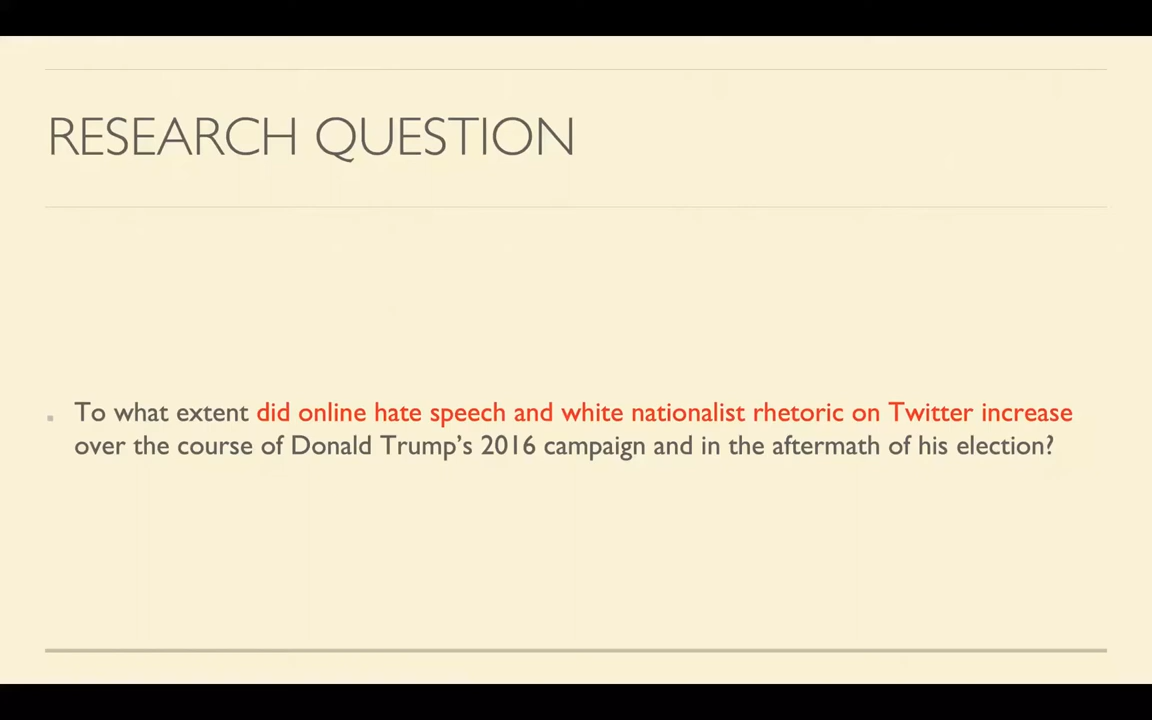 RESEARCH QUESTION
To what extent did online hate speech and white nationalist rhetoric on Twitter increase
over the course of Donald Trump’s 2016 campaign and in the aftermath of his election?